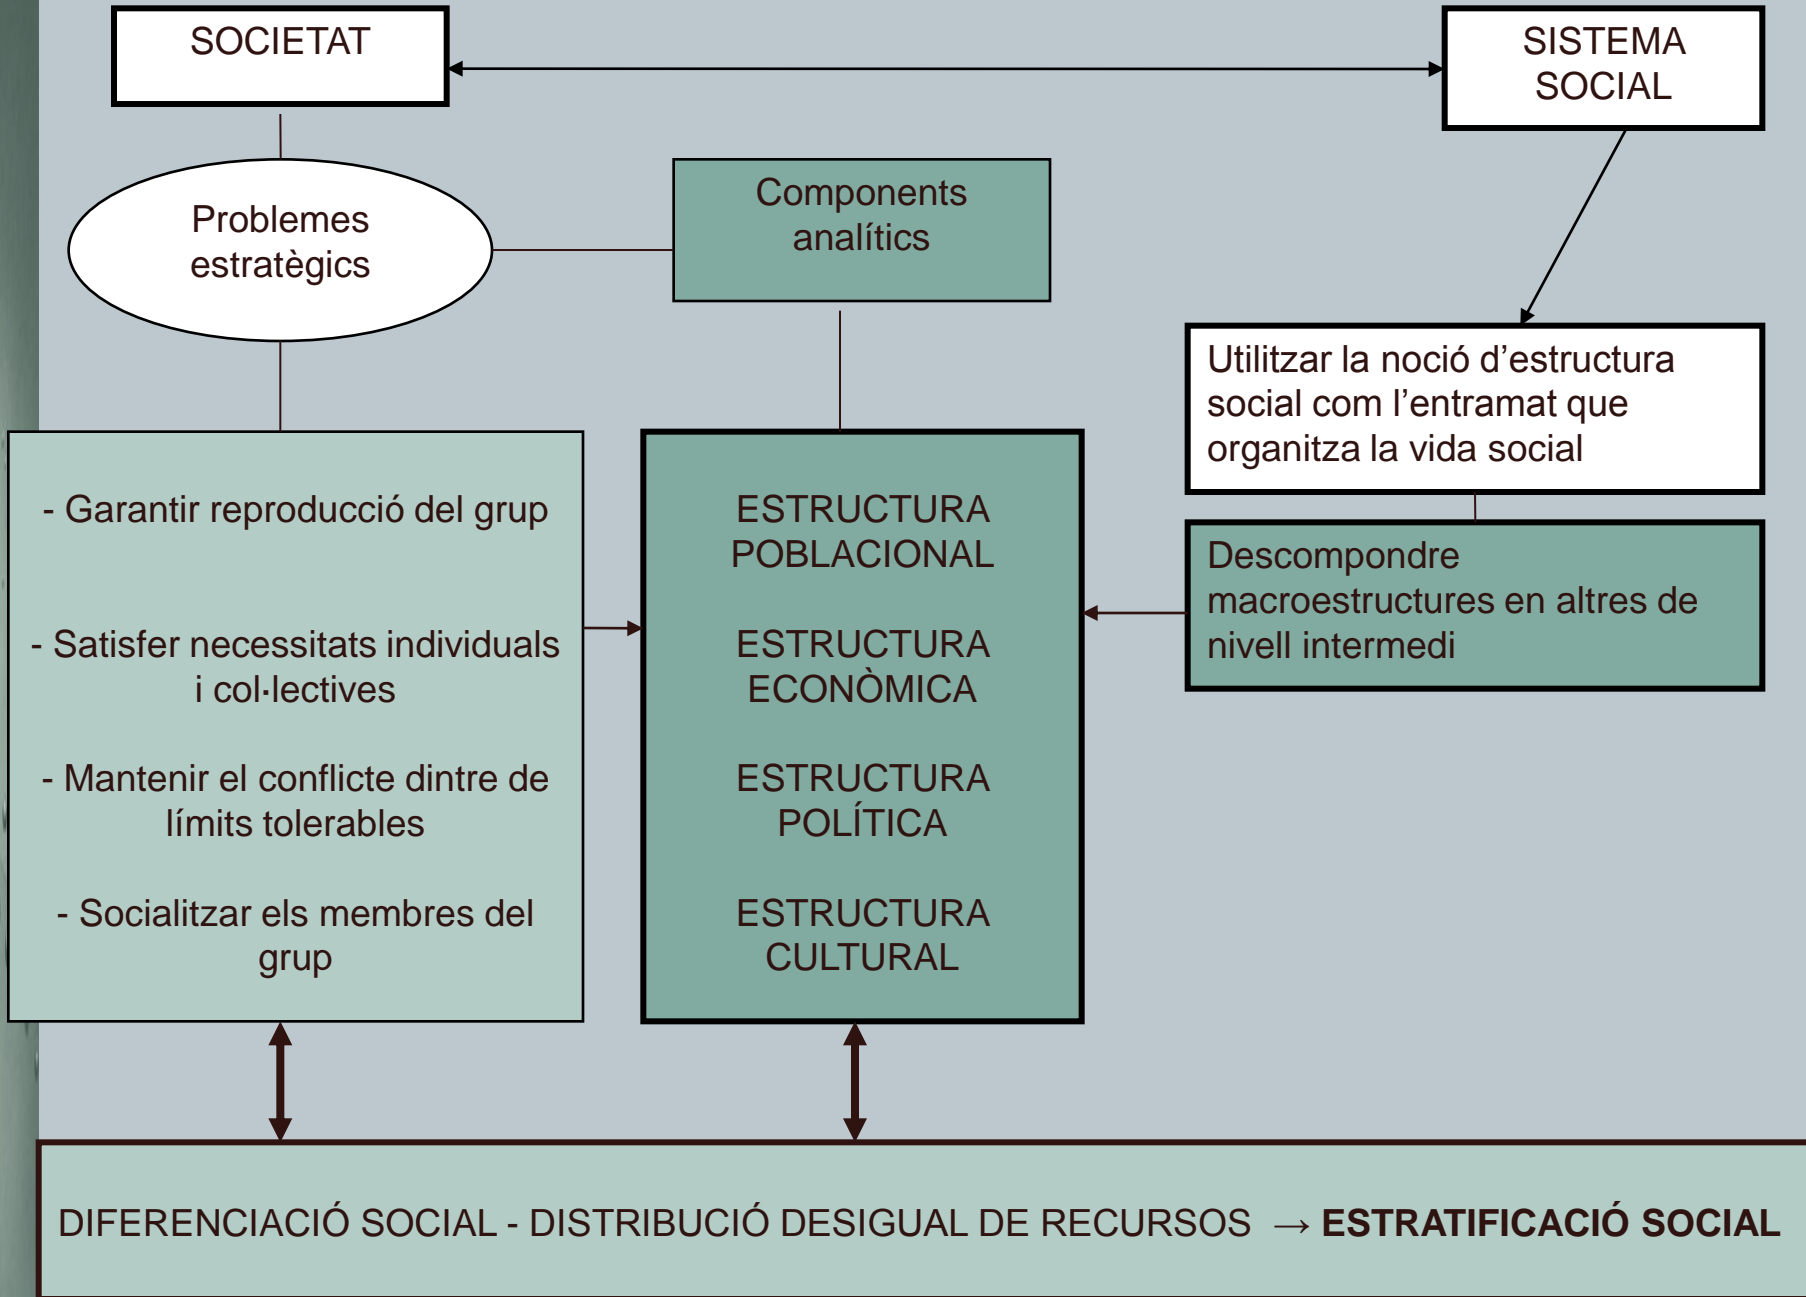 SOCIETAT
SISTEMA
SOCIAL
Problemes
estratègics
Components
analítics
Utilitzar la noció d’estructura
social com l’entramat que
organitza la vida social
- Garantir reproducció del grup
- Satisfer necessitats individuals
i col·lectives
- Mantenir el conflicte dintre de
límits tolerables
- Socialitzar els membres del
grup
ESTRUCTURA
POBLACIONAL
ESTRUCTURA
ECONÒMICA
ESTRUCTURA
POLÍTICA
ESTRUCTURA
CULTURAL
Descompondre
macroestructures en altres de
nivell intermedi
DIFERENCIACIÓ SOCIAL - DISTRIBUCIÓ DESIGUAL DE RECURSOS → ESTRATIFICACIÓ SOCIAL